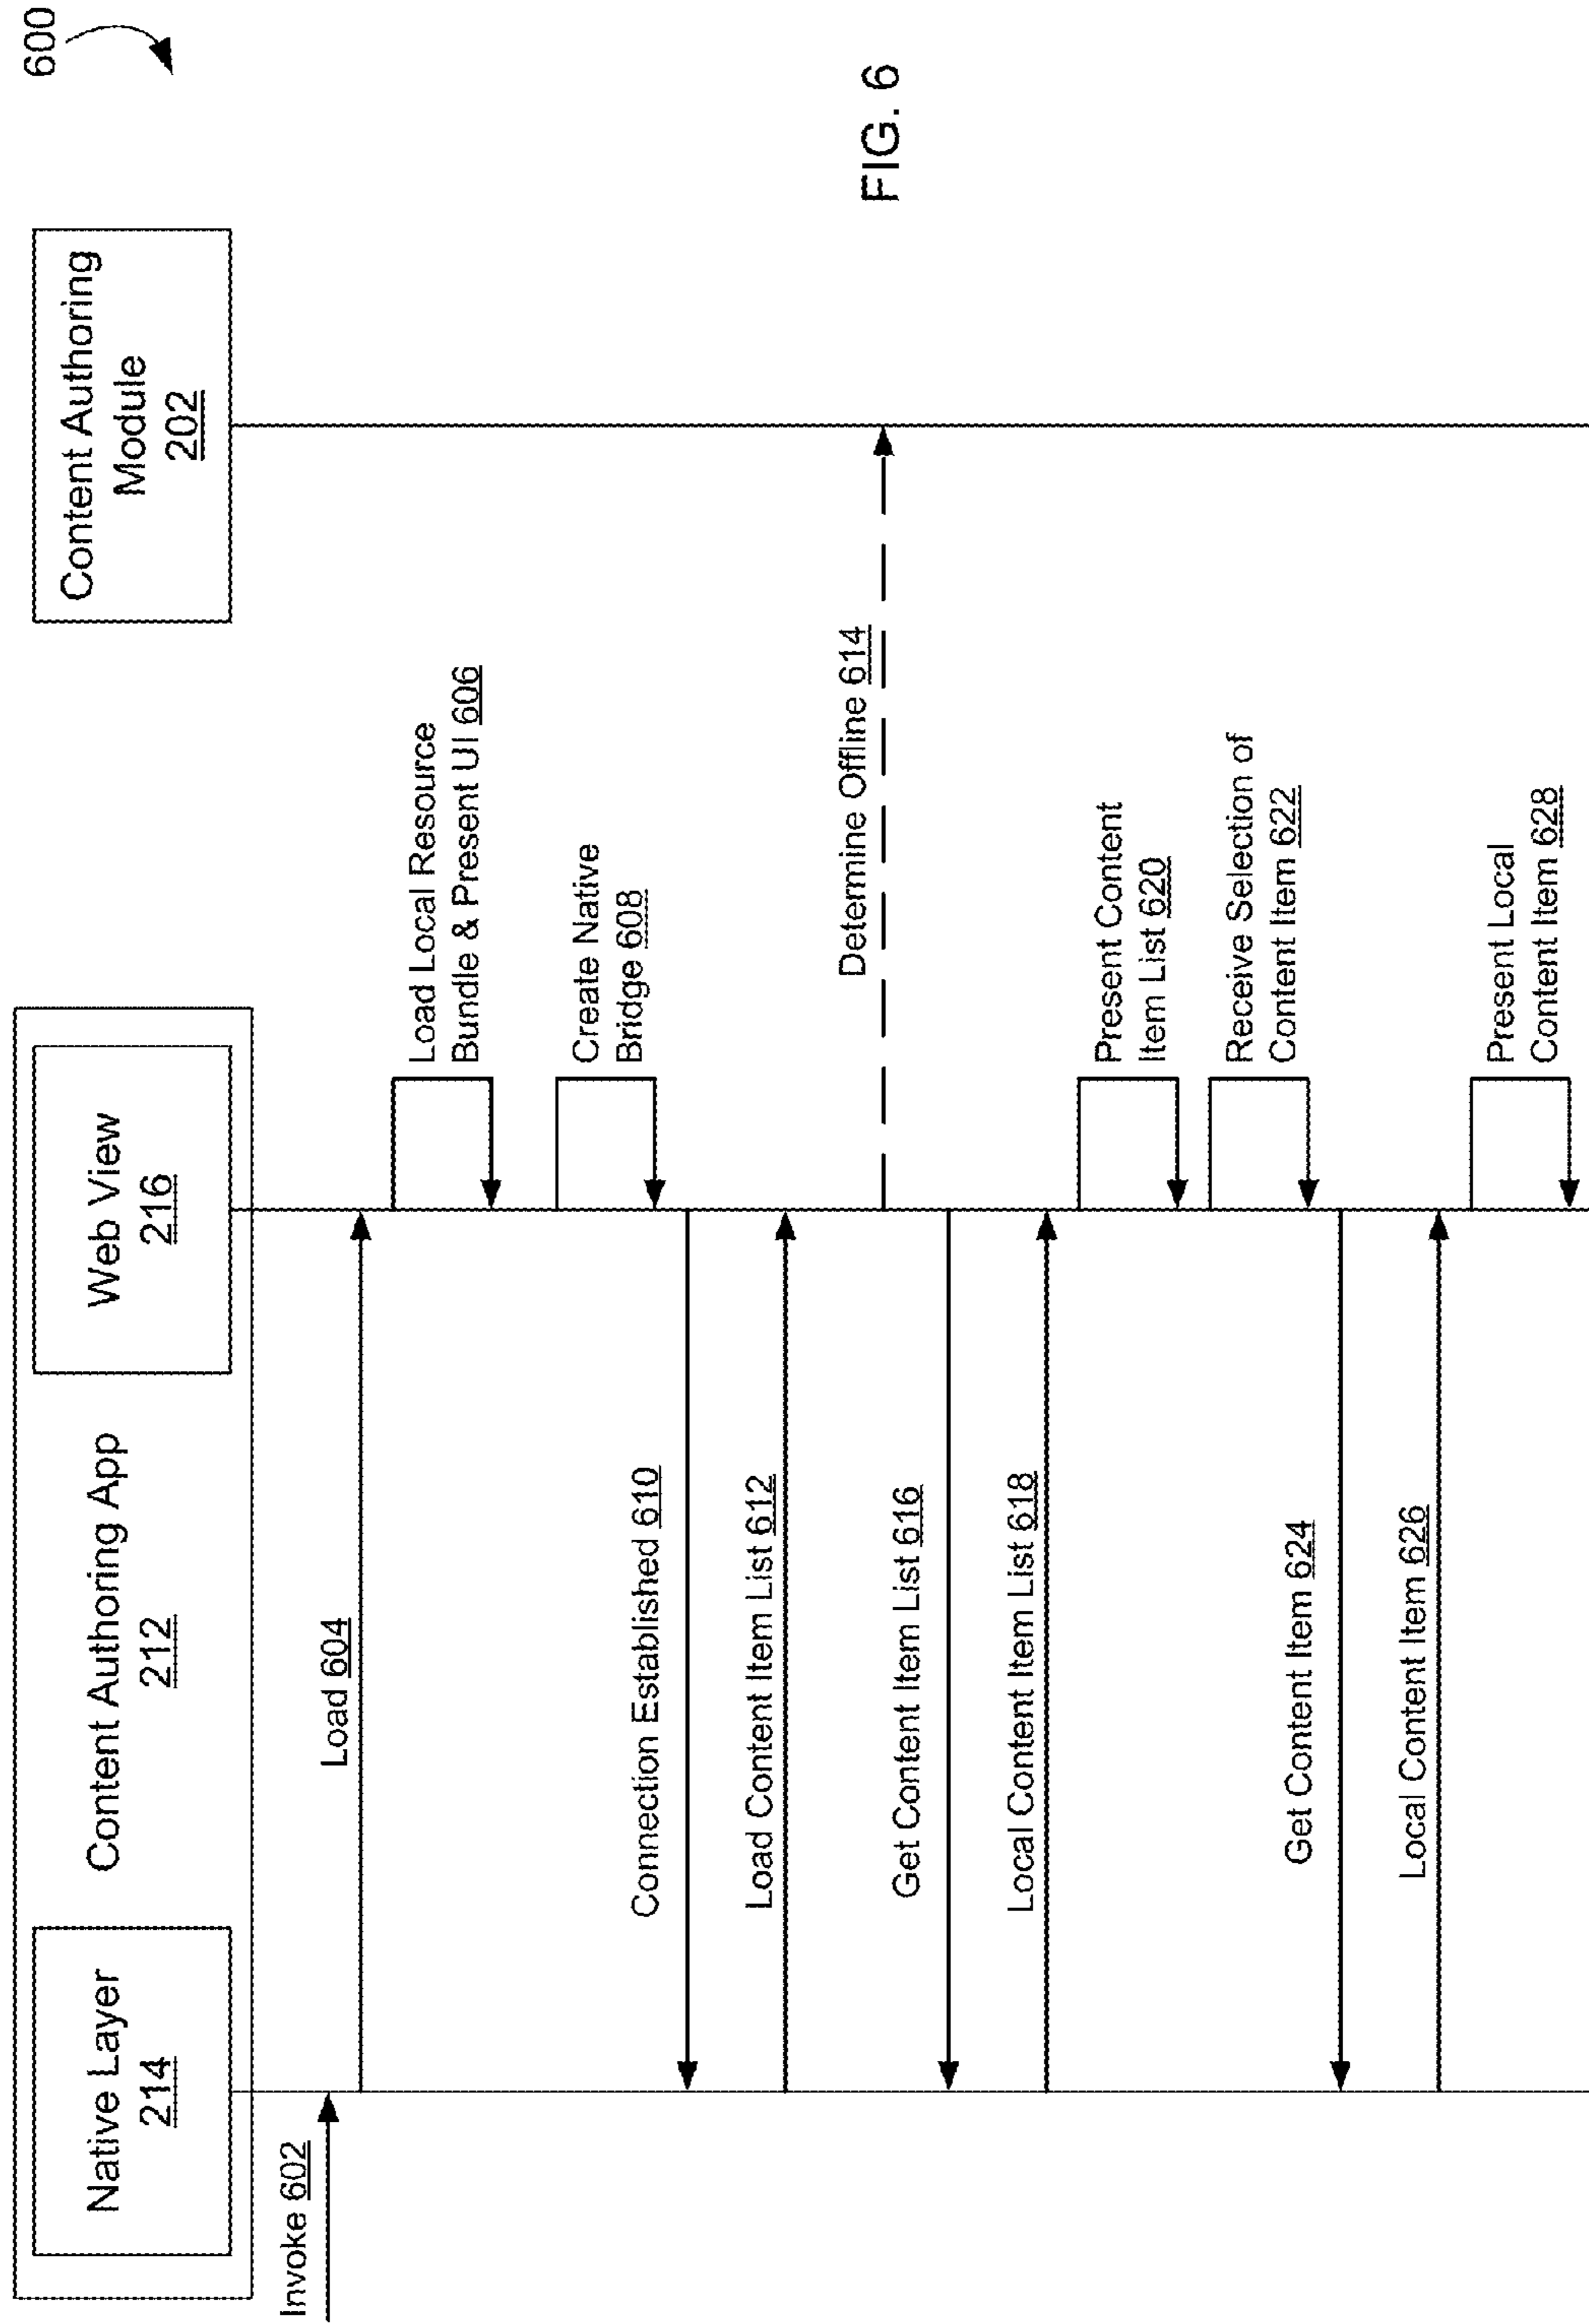 600
Content Authoring App
212
Native Layer
214
Web View
216
Content Authoring
Module
202
Invoke 602
Load 604
Load Local Resource
Bundle & Present UI 606
Create Native
Bridge 608
Connection Established 610
Load Content Item List 612
Determine Offline 614
Get Content Item List 616
Local Content Item List 618
Present Content
Item List 620
Receive Selection of
Content Item 622
Get Content Item 624
Local Content Item 626
Present Local
Content Item 628
FIG. 6